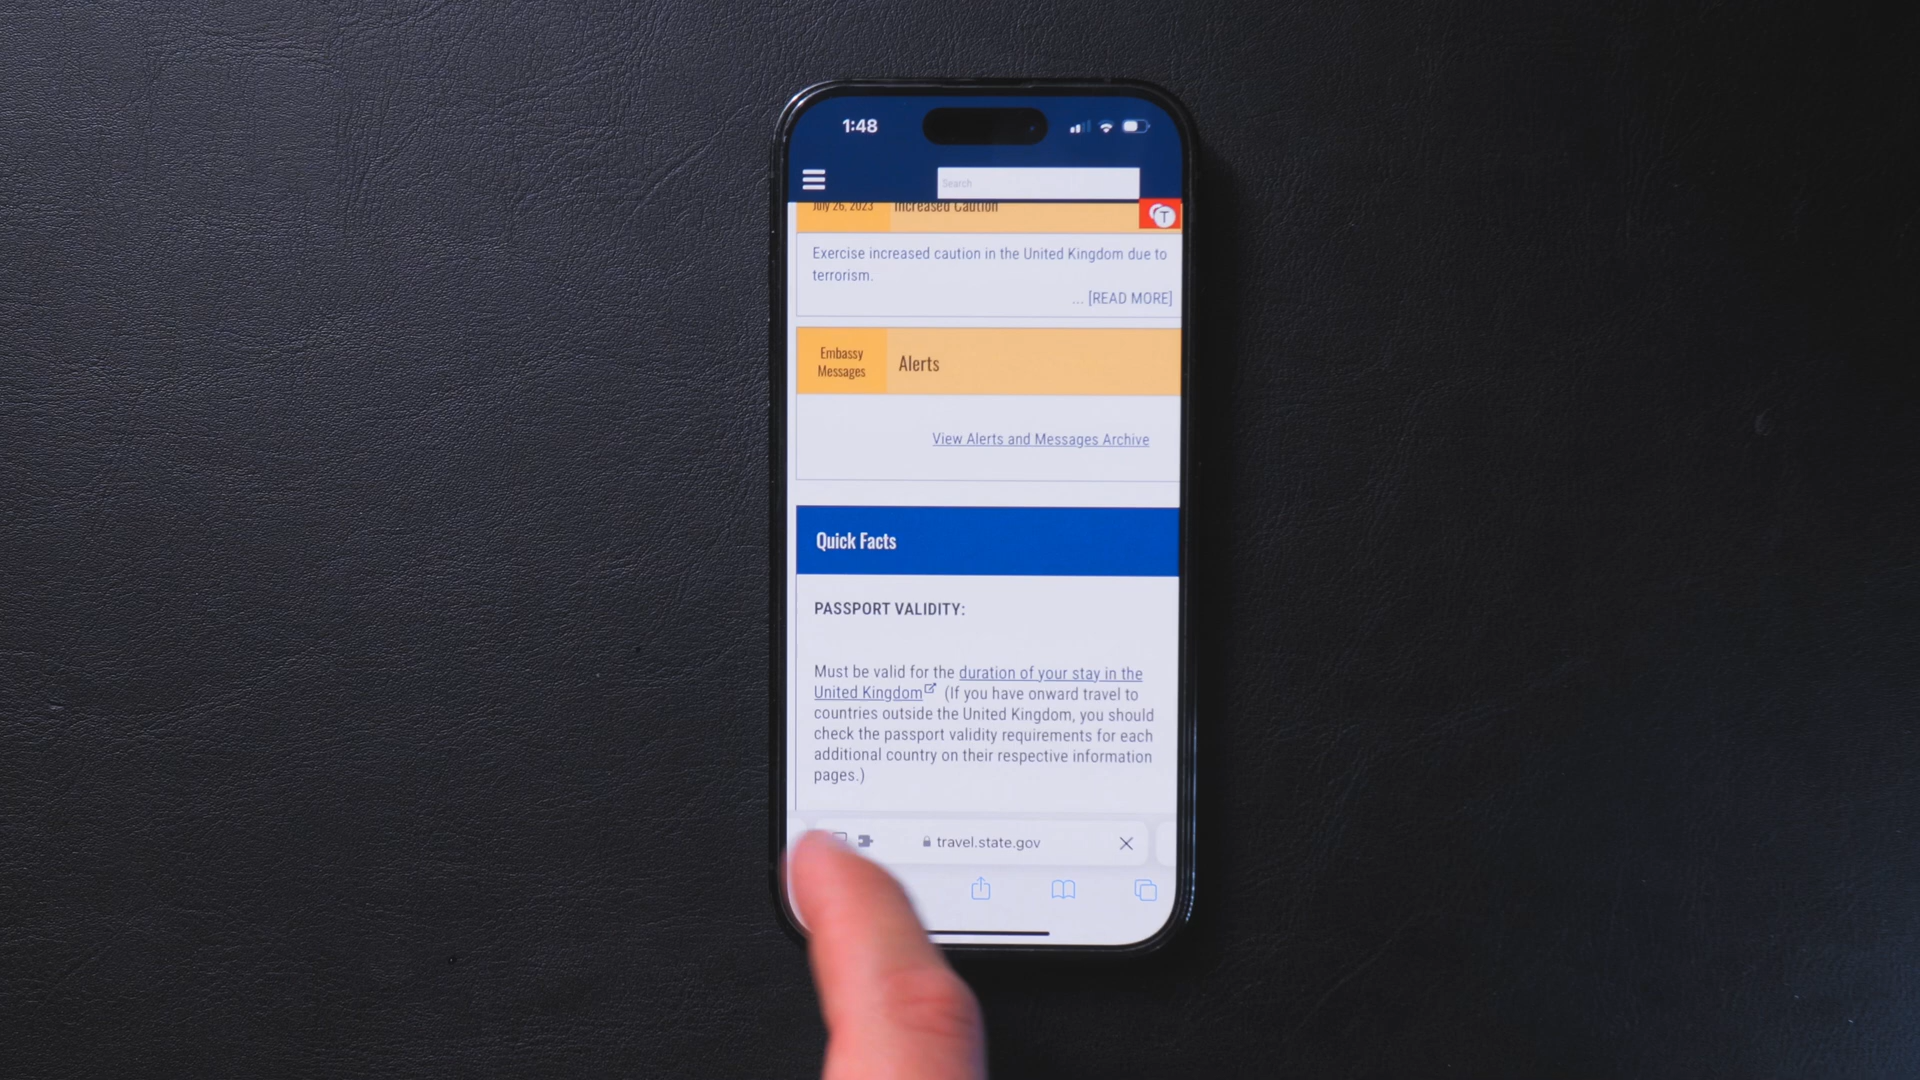 1:48
Search
July 26, 2023 Increased Caution
T
Exercise increased caution in the United Kingdom due to
terrorism.
... [READ MORE]
Embassy
Messages
Alerts
View Alerts and Messages Archive
Quick Facts
PASSPORT VALIDITY:
Must be valid for the duration of your stay in the
United Kingdom (If you have onward travel to
countries outside the United Kingdom, you should
check the passport validity requirements for each
additional country on their respective information
pages.)
travel.state.gov